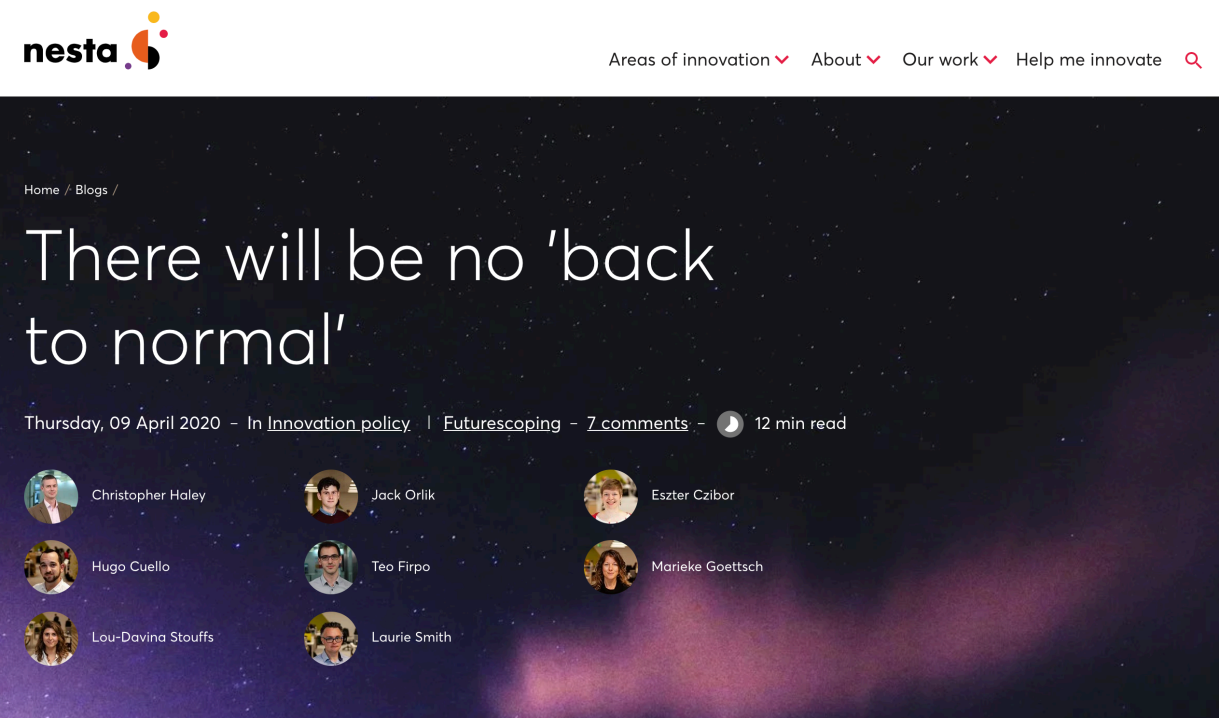 nesta
Areas of innovation About Our work Help me innovate
Home / Blogs /
There will be no 'back
to normal'
Thursday, 09 April 2020 – In Innovation policy | Futurescoping – 7 comments – 12 min read
Christopher Haley Jack Orlik Eszter Czibor
Hugo Cuello Teo Firpo Marieke Goettsch
Lou-Davina Stouffs Laurie Smith